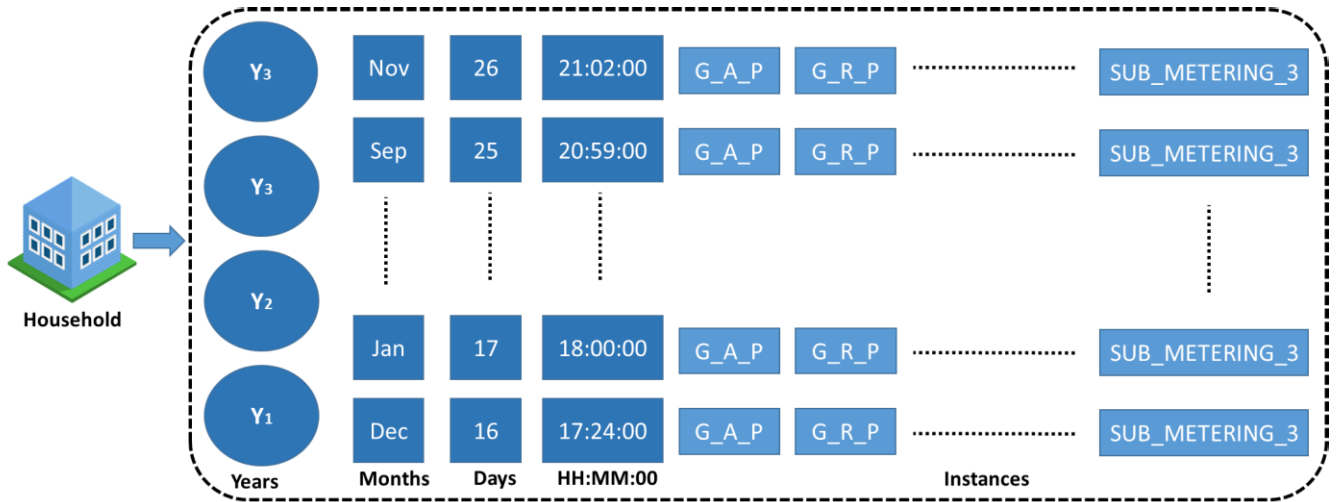 Y3 Nov 26 21:02:00 G_A_P G_R_P SUB_METERING_3
Y3 Sep 25 20:59:00 G_A_P G_R_P SUB_METERING_3
Household
Y2
Jan 17 18:00:00 G_A_P G_R_P SUB_METERING_3
Y1 Dec 16 17:24:00 G_A_P G_R_P SUB_METERING_3
Years Months Days HH:MM:00 Instances